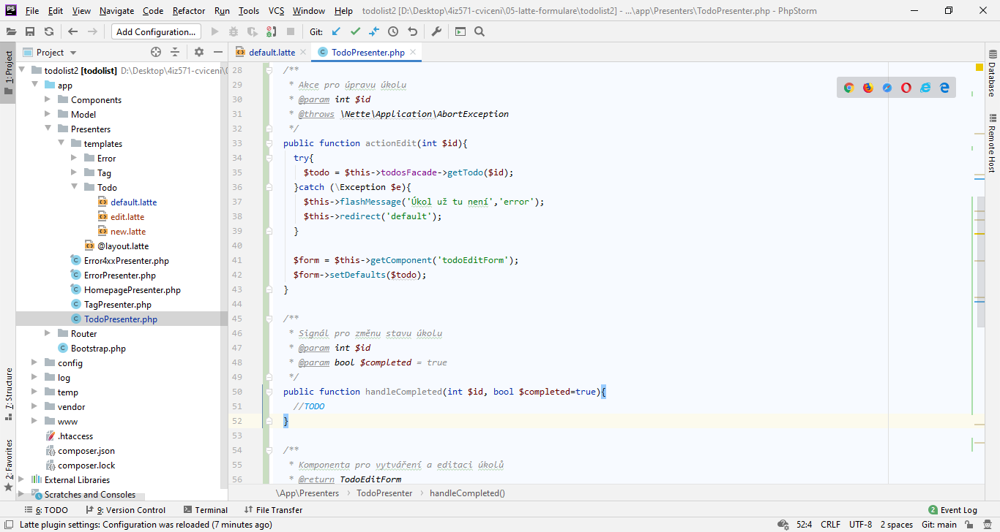 PS File Edit View Navigate Code Refactor Run Tools VCS Window Help todolist2 [D:\Desktop\4iz571-cviceni\05-latte-formulare\todolist2] - ...\app\Presenters\TodoPresenter.php - PhpStorm
Add Configuration... Git:
Project default.latte TodoPresenter.php
1: Project
7: Structure
2: Favorites
todolist2 [todolist] D:\Desktop\4iz571-cviceni\
app
Components
Model
Presenters
templates
Error
Tag
Todo
default.latte
edit.latte
new.latte
@layout.latte
Error4xxPresenter.php
ErrorPresenter.php
HomepagePresenter.php
TagPresenter.php
TodoPresenter.php
Router
Bootstrap.php
config
log
temp
vendor
www
.htaccess
composer.json
composer.lock
External Libraries
Scratches and Consoles
28 /**
29 * Akce pro úpravu úkolu
30 * @param int $id
31 * @throws \Nette\Application\AbortException
32 */
33 public function actionEdit(int $id){
34 try{
35 $todo = $this->todosFacade->getTodo($id);
36 }catch (\Exception $e){
37 $this->flashMessage('Úkol už tu není','error');
38 $this->redirect('default');
39 }
40
41 $form = $this->getComponent('todoEditForm');
42 $form->setDefaults($todo);
43 }
44
45 /**
46 * Signál pro změnu stavu úkolu
47 * @param int $id
48 * @param bool $completed = true
49 */
50 public function handleCompleted(int $id, bool $completed=true){
51 //TODO
52 }
53
54 /**
55 * Komponenta pro vytváření a editaci úkolů
56 * @return TodoEditForm
Database
Remote Host
\App\Presenters TodoPresenter handleCompleted()
6: TODO 9: Version Control Terminal File Transfer 2 Event Log
Latte plugin settings: Configuration was reloaded (7 minutes ago) 52:4 CRLF UTF-8 2 spaces Git: main